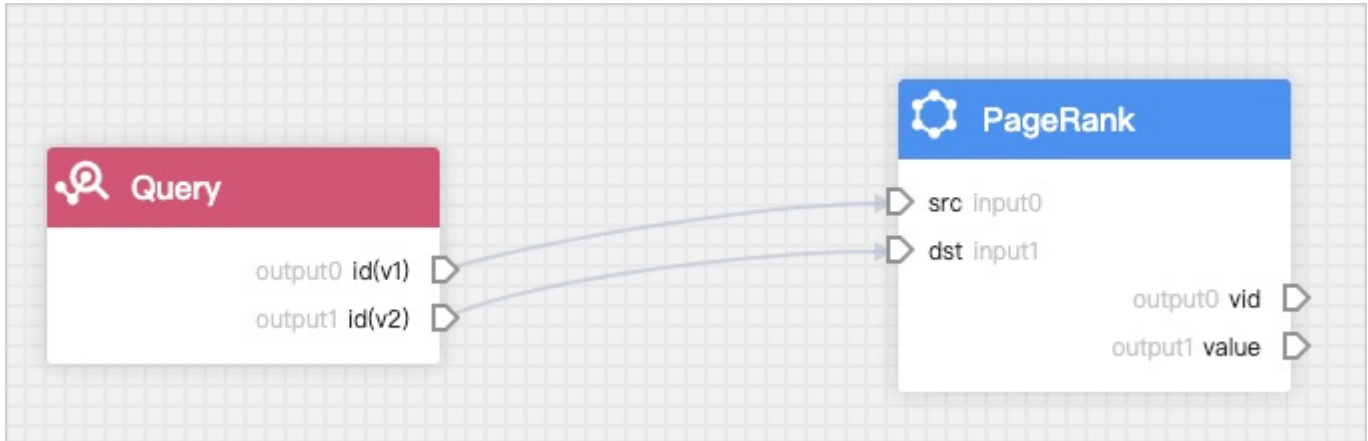 Query
output0 id(v1)
output1 id(v2)
PageRank
src input0
dst input1
output0 vid
output1 value